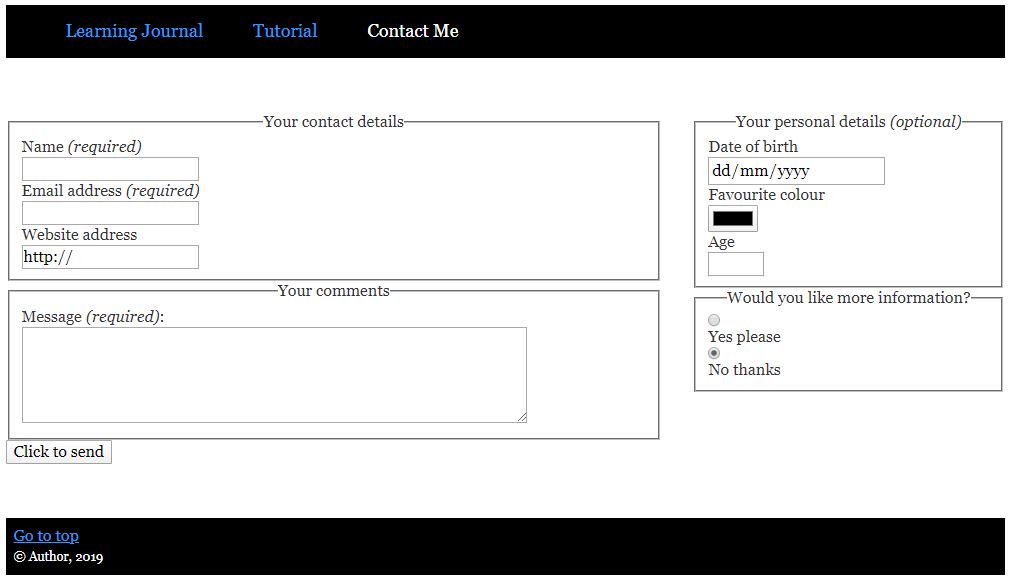 Learning Journal Tutorial Contact Me
Your contact details
Name (required)
Email address (required)
Website address
http://
Your comments
Message (required):
Click to send
Your personal details (optional)
Date of birth
dd/mm/yyyy
Favourite colour
Age
Would you like more information?
Yes please
No thanks
Go to top
© Author, 2019